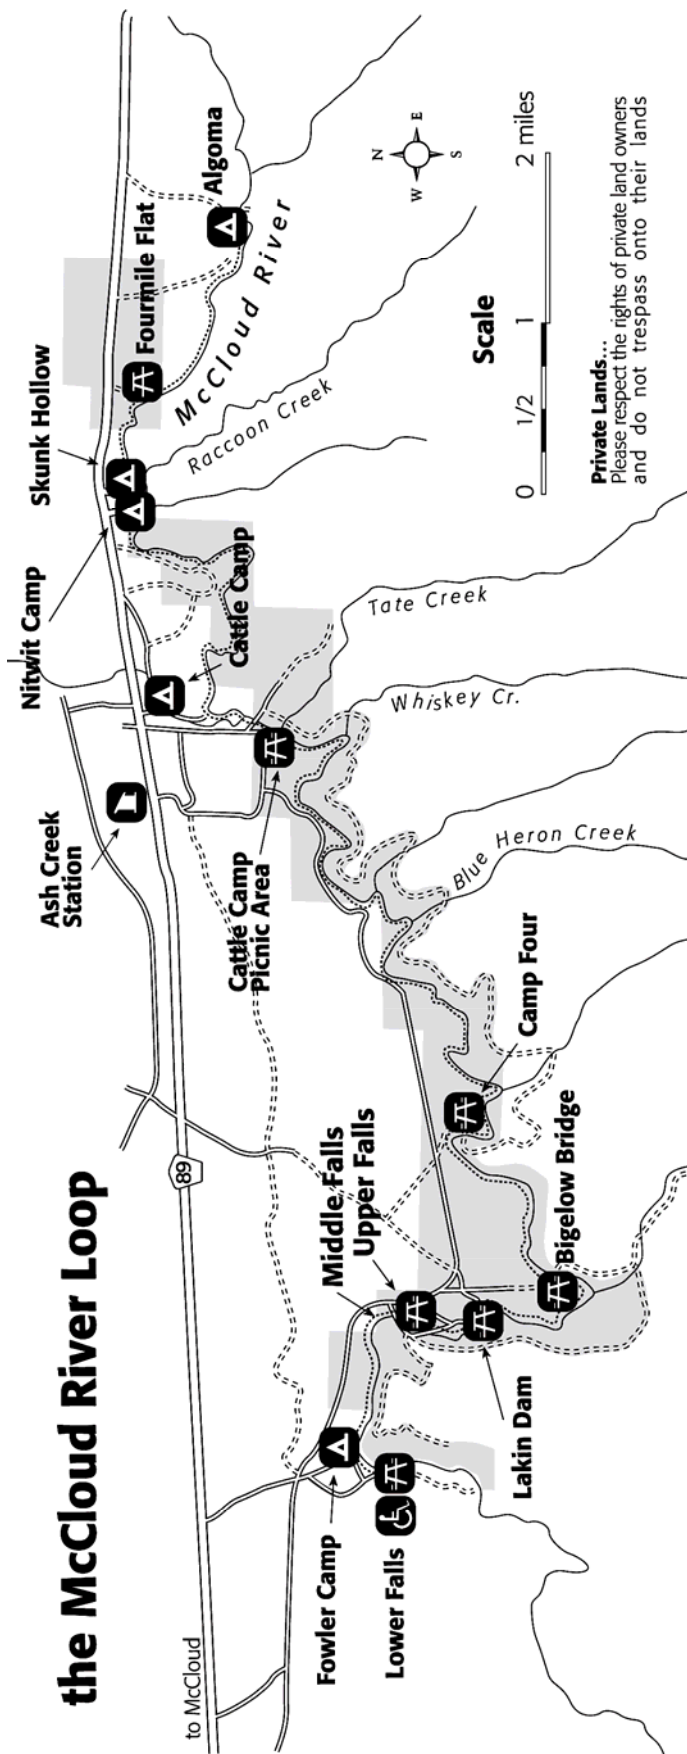 the McCloud River Loop
to McCloud
89
Fowler Camp
Lower Falls
Lakin Dam
Middle Falls
Upper Falls
Bigelow Bridge
Camp Four
Ash Creek
Station
Cattle Camp
Picnic Area
Blue Heron Creek
Whiskey Cr.
Tate Creek
Nitwit Camp
Cattle Camp
Skunk Hollow
Raccoon Creek
McCloud River
Fourmile Flat
Algoma
N
W E
S
Scale
0 1/2 1 2 miles
Private Lands...
Please respect the rights of private land owners
and do not trespass onto their lands